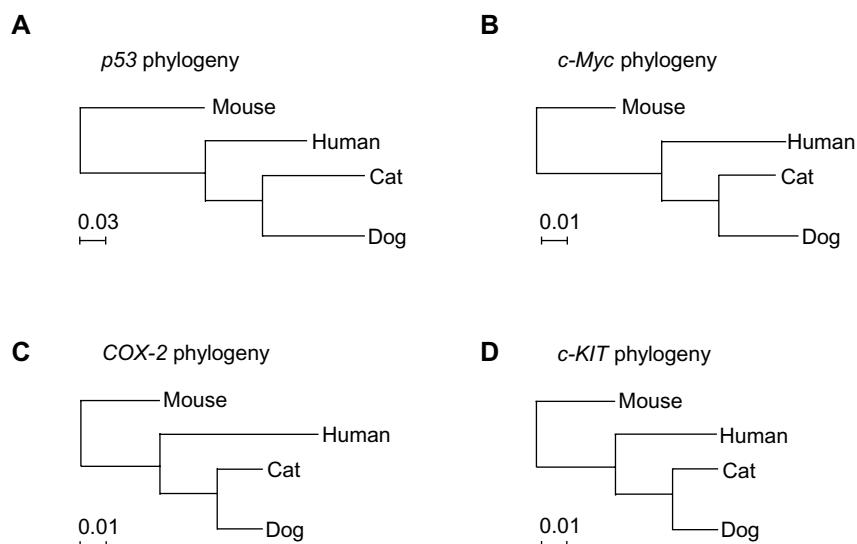 A
p53 phylogeny
Mouse
Human
Cat
Dog
0.03
B
c-Myc phylogeny
Mouse
Human
Cat
Dog
0.01
C
COX-2 phylogeny
Mouse
Human
Cat
Dog
0.01
D
c-KIT phylogeny
Mouse
Human
Cat
Dog
0.01